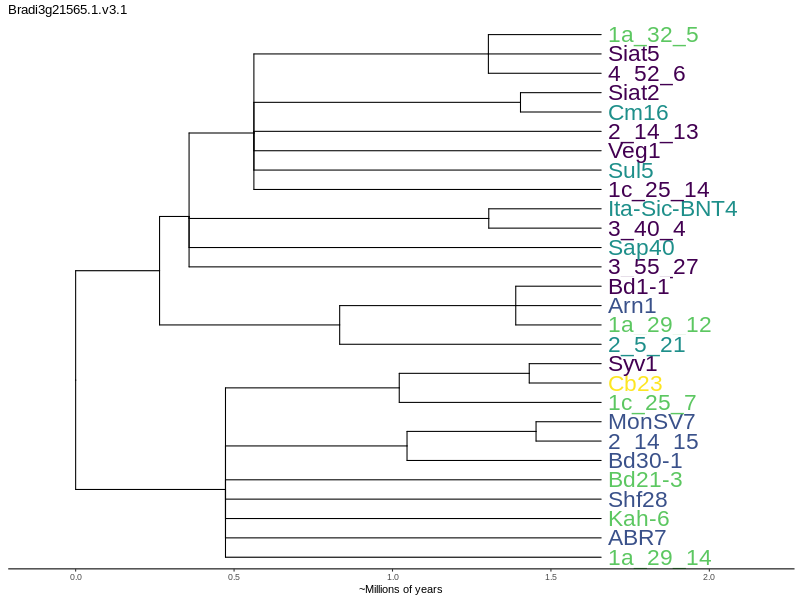 Bradi3g21565.1.v3.1
1a_32_5
Siat5
4_52_6
Siat2
Cm16
2_14_13
Veg1
Sul5
1c_25_14
Ita-Sic-BNT4
3_40_4
Sap40
3_55_27
Bd1-1
Arn1
1a_29_12
2_5_21
Syv1
Cb23
1c_25_7
MonSV7
2_14_15
Bd30-1
Bd21-3
Shf28
Kah-6
ABR7
1a_29_14
0.0 0.5 1.0 1.5 2.0
~Millions of years